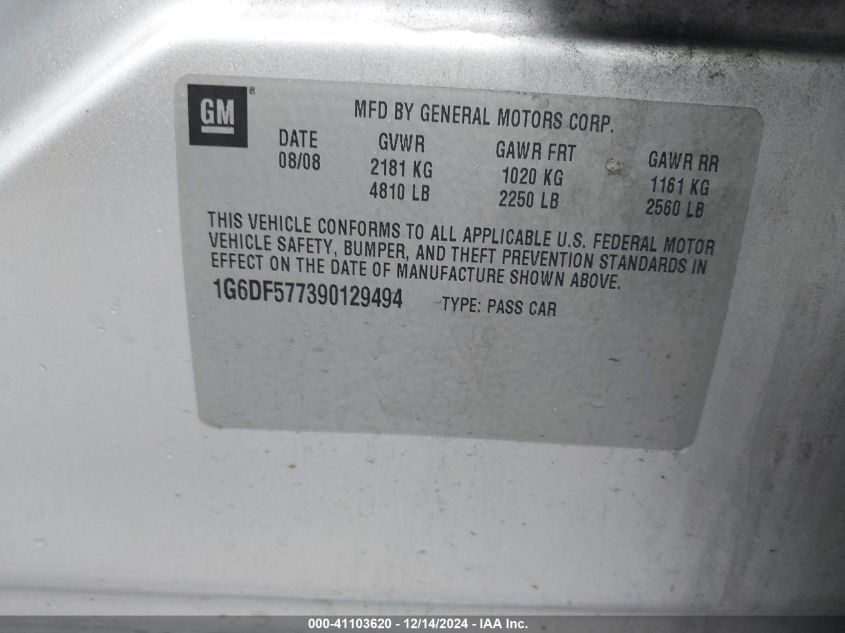 GM®
MFD BY GENERAL MOTORS CORP.
DATE GVWR GAWR FRT GAWR RR
08/08 2181 KG 1020 KG 1161 KG
4810 LB 2250 LB 2560 LB
THIS VEHICLE CONFORMS TO ALL APPLICABLE U.S. FEDERAL MOTOR
VEHICLE SAFETY, BUMPER, AND THEFT PREVENTION STANDARDS IN
EFFECT ON THE DATE OF MANUFACTURE SHOWN ABOVE.
1G6DF577390129494 TYPE: PASS CAR
000-41103620 - 12/14/2024 - IAA Inc.